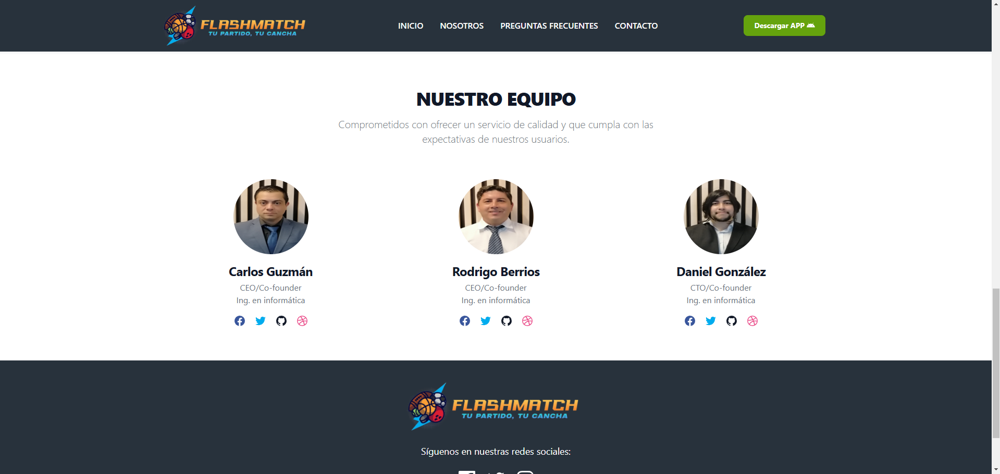 FLASHMATCH
TU PARTIDO, TU CANCHA
INICIO NOSOTROS PREGUNTAS FRECUENTES CONTACTO
Descargar APP
NUESTRO EQUIPO
Comprometidos con ofrecer un servicio de calidad y que cumpla con las
expectativas de nuestros usuarios.
Carlos Guzmán
CEO/Co-founder
Ing. en informática
Rodrigo Berrios
CEO/Co-founder
Ing. en informática
Daniel González
CTO/Co-founder
Ing. en informática
FLASHMATCH
TU PARTIDO, TU CANCHA
Síguenos en nuestras redes sociales: